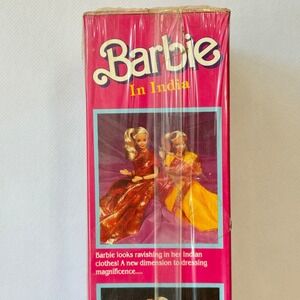 Barbie
In India
Barbie looks ravishing in her Indian
clothes! A new dimension to dressing
magnificence....